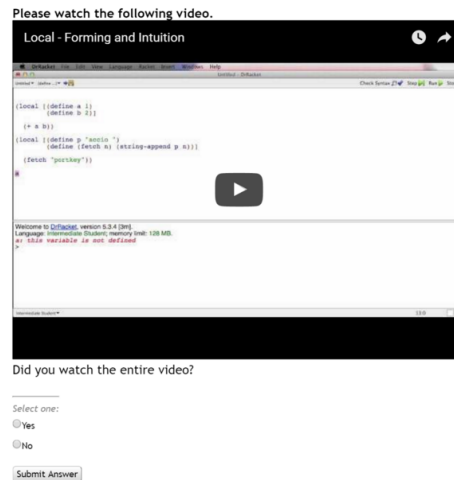 Please watch the following video.
Local - Forming and Intuition
DrRacket File Edit View Language Racket Insert Windows Help
Untitled - DrRacket
Check Syntax Step Run
(local [(define a 1)
(define b 2)]
(+ a b))
(local [(define p "accio ")
(define (fetch n) (string-append p n))]
(fetch "portkey"))
a
Welcome to DrRacket, version 5.3.4 [3m].
Language: Intermediate Student; memory limit: 128 MB.
a: this variable is not defined
>
Intermediate Student
Did you watch the entire video?
Select one:
Yes
No
Submit Answer